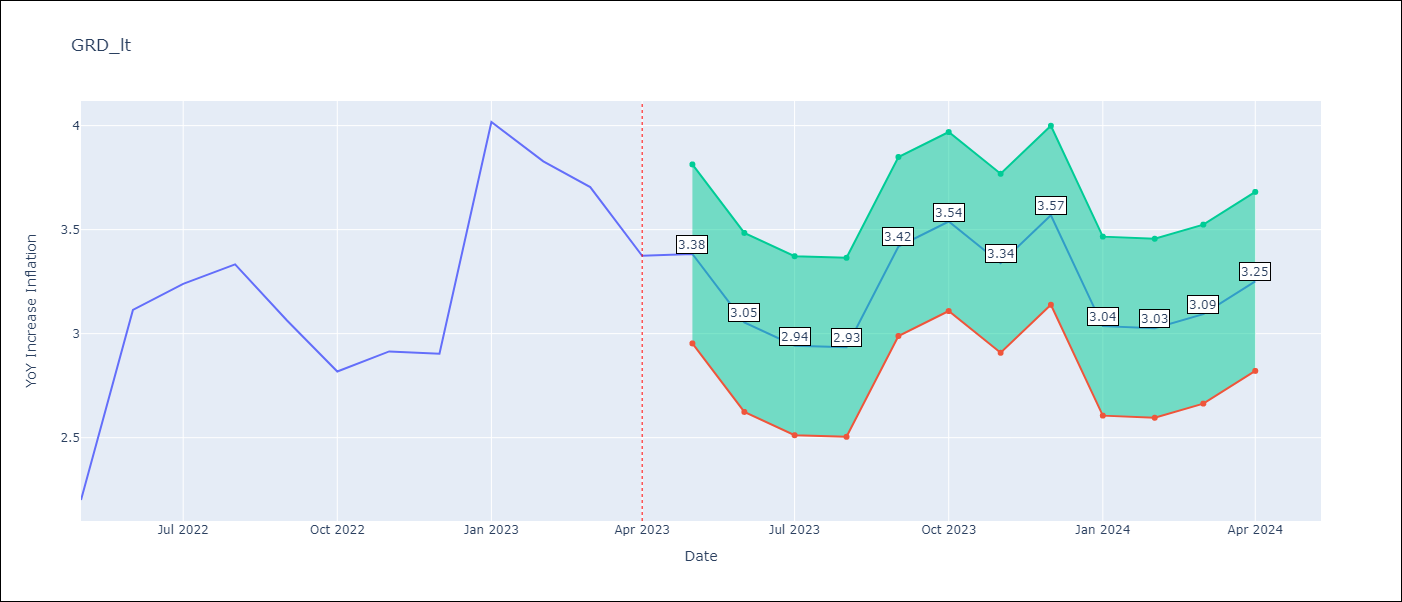 GRD_lt
YoY Increase Inflation
4
3.5
3
2.5
3.38
3.05
2.94
2.93
3.42
3.54
3.34
3.57
3.04
3.03
3.09
3.25
Jul 2022
Oct 2022
Jan 2023
Apr 2023
Jul 2023
Oct 2023
Jan 2024
Apr 2024
Date